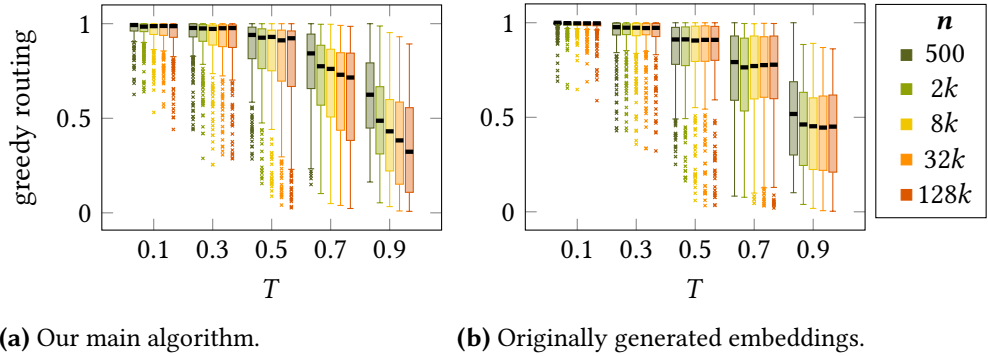 greedy routing
1
0.5
0
0.1 0.3 0.5 0.7 0.9
T
(a) Our main algorithm.
1
0.5
0
0.1 0.3 0.5 0.7 0.9
T
(b) Originally generated embeddings.
n
500
2k
8k
32k
128k